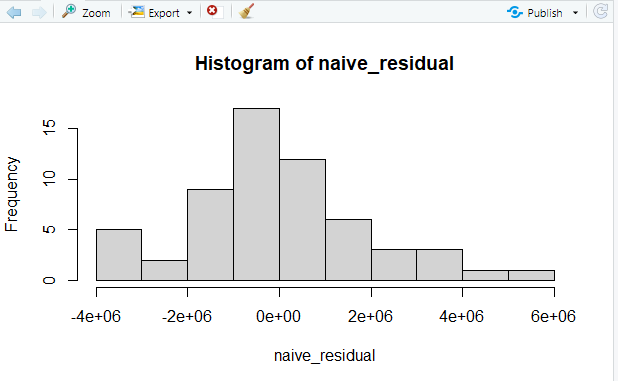 Zoom Export Publish
Histogram of naive_residual
Frequency
15
10
5
0
-4e+06 -2e+06 0e+00 2e+06 4e+06 6e+06
naive_residual